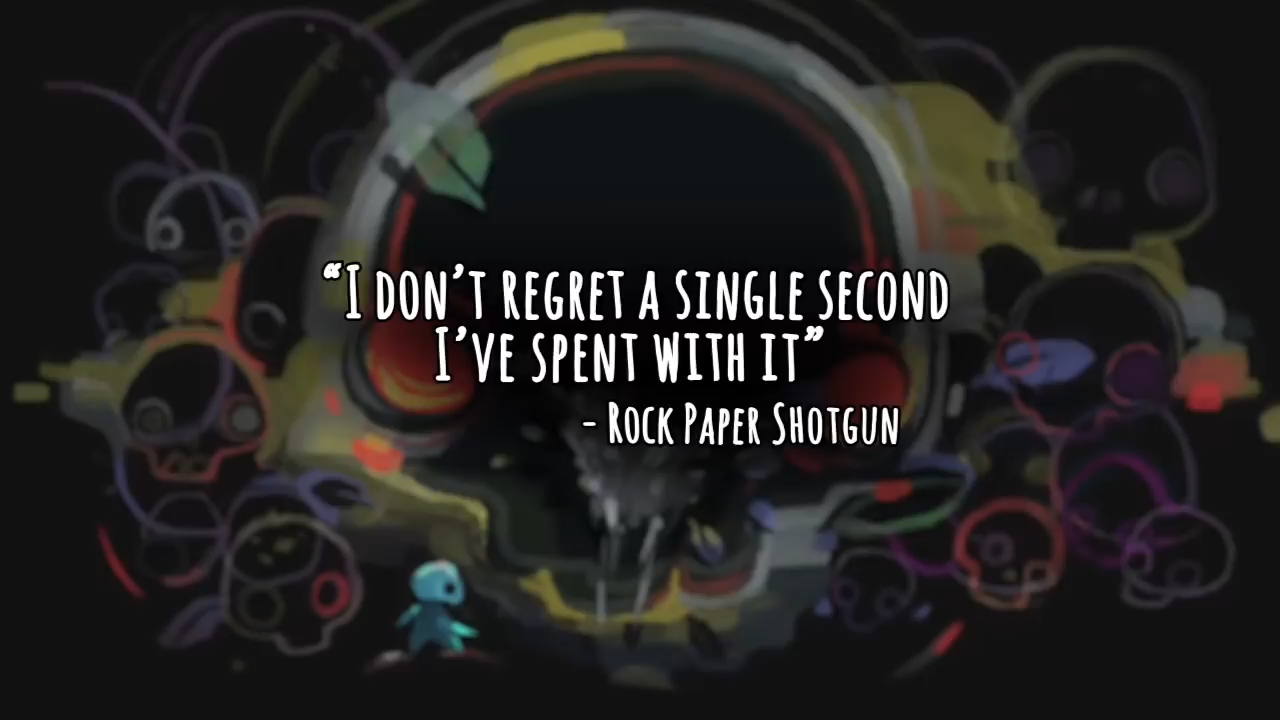 “I don’t regret a single second
I’ve spent with it”
- Rock Paper Shotgun